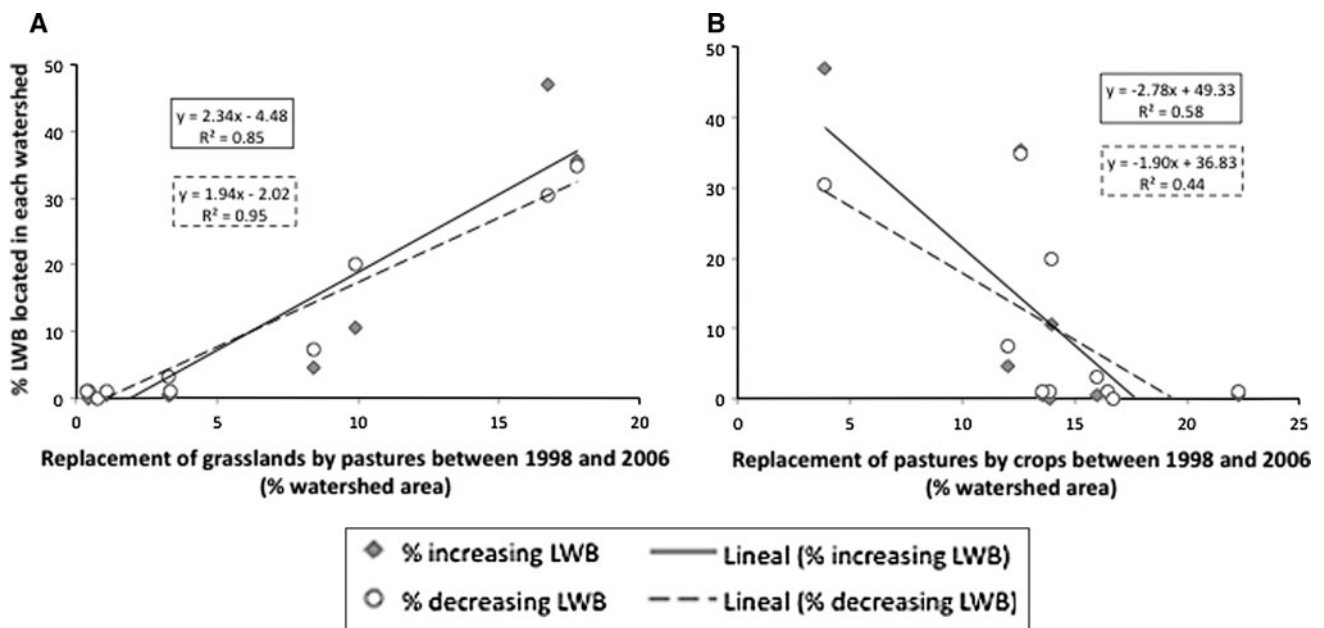 A
50
40
30
20
10
0
0 5 10 15 20
% LWB located in each watershed
y = 2.34x - 4.48
R² = 0.85
y = 1.94x - 2.02
R² = 0.95
Replacement of grasslands by pastures between 1998 and 2006
(% watershed area)
B
50
40
30
20
10
0
0 5 10 15 20 25
y = -2.78x + 49.33
R² = 0.58
y = -1.90x + 36.83
R² = 0.44
Replacement of pastures by crops between 1998 and 2006
(% watershed area)
% increasing LWB
Lineal (% increasing LWB)
% decreasing LWB
Lineal (% decreasing LWB)